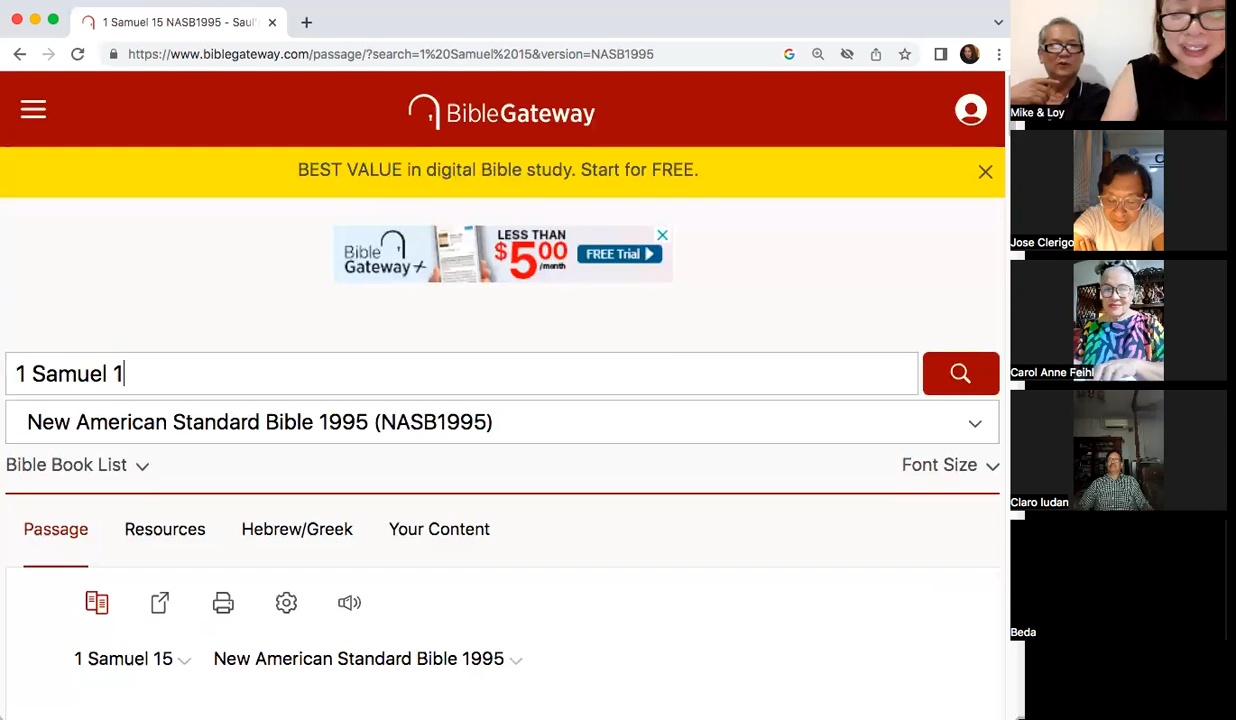 1 Samuel 15 NASB1995 - Saul'
https://www.biblegateway.com/passage/?search=1%20Samuel%2015&version=NASB1995
BibleGateway
BEST VALUE in digital Bible study. Start for FREE.
Bible
Gateway+
LESS THAN
$5.00
/month
FREE Trial
1 Samuel 1
New American Standard Bible 1995 (NASB1995)
Bible Book List
Font Size
Passage Resources Hebrew/Greek Your Content
1 Samuel 15 New American Standard Bible 1995
Mike & Loy
Jose Clerigo
Carol Anne Feihl
Claro Iudan
Beda